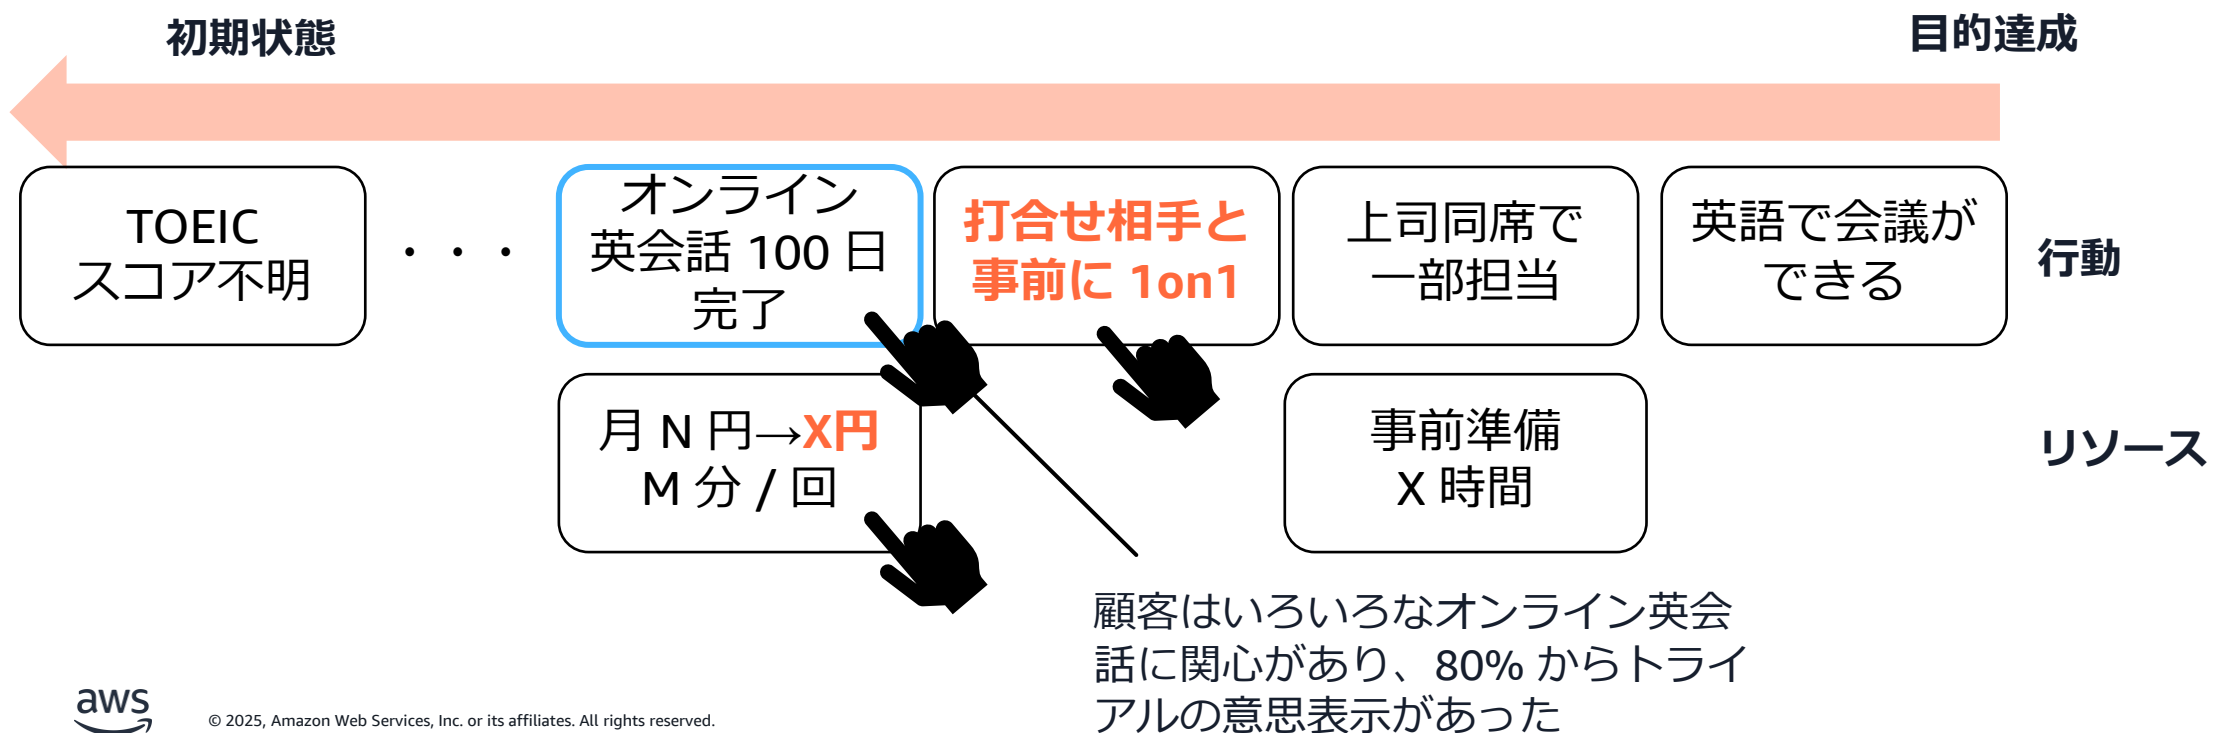 初期状態
目的達成
TOEIC
スコア不明
・・・
オンライン
英会話 100 日
完了
打合せ相手と
事前に 1on1
上司同席で
一部担当
英語で会議が
できる
行動
月 N 円→X円
M 分 / 回
事前準備
X 時間
リソース
顧客はいろいろなオンライン英会
話に関心があり、80% からトライ
アルの意思表示があった
aws
© 2025, Amazon Web Services, Inc. or its affiliates. All rights reserved.